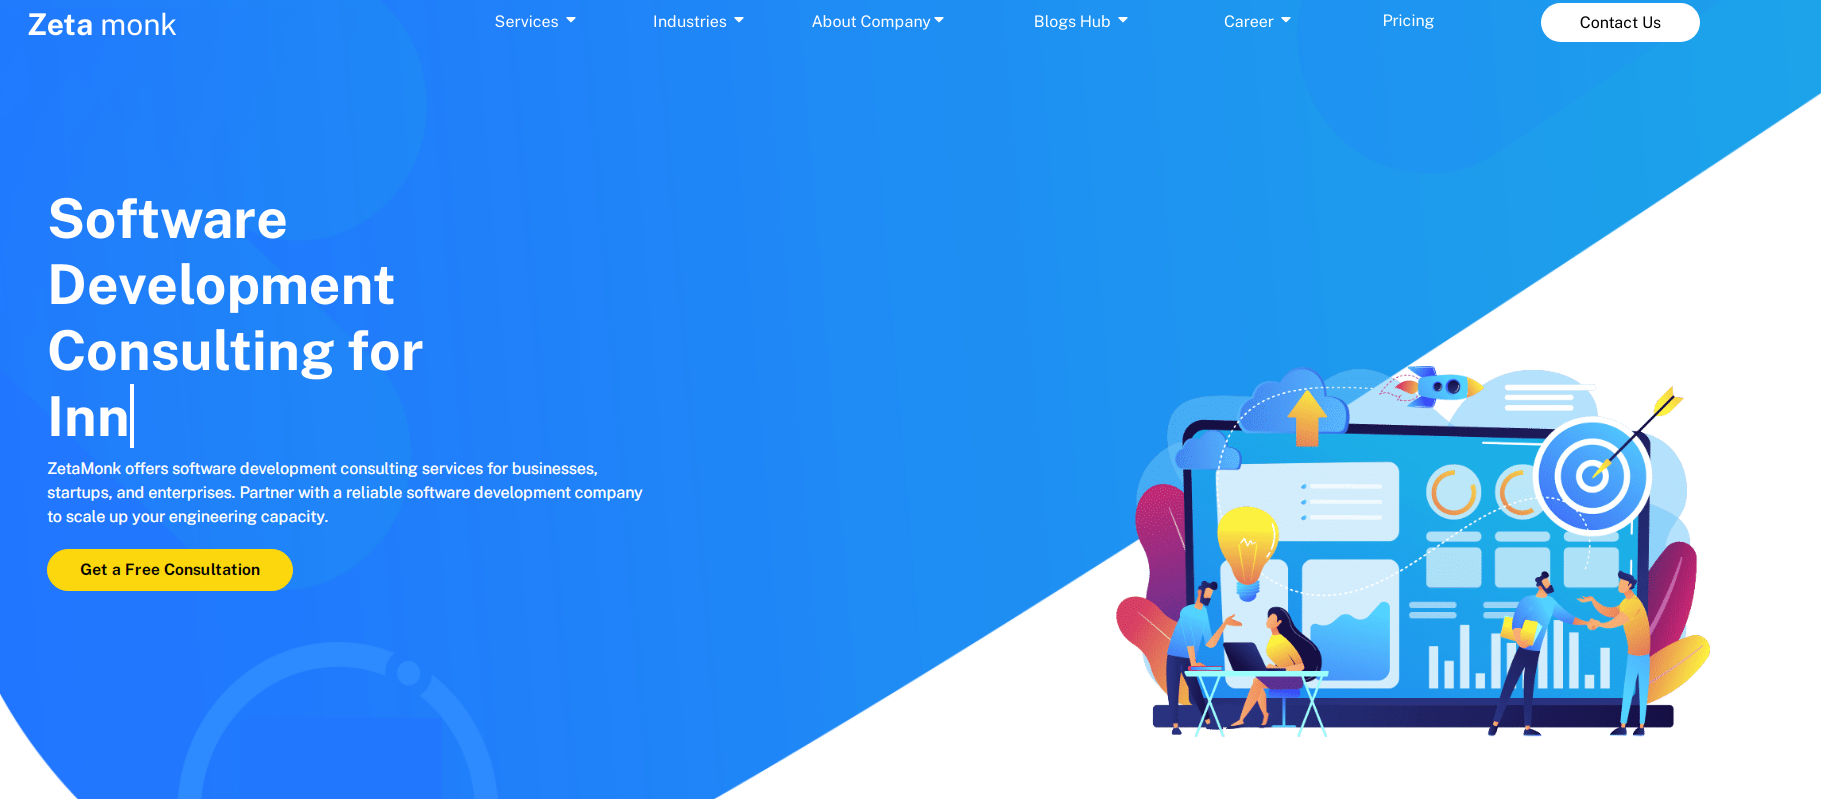 Zeta monk
Services
Industries
About Company
Blogs Hub
Career
Pricing
Contact Us
Software
Development
Consulting for
Inn
ZetaMonk offers software development consulting services for businesses,
startups, and enterprises. Partner with a reliable software development company
to scale up your engineering capacity.
Get a Free Consultation